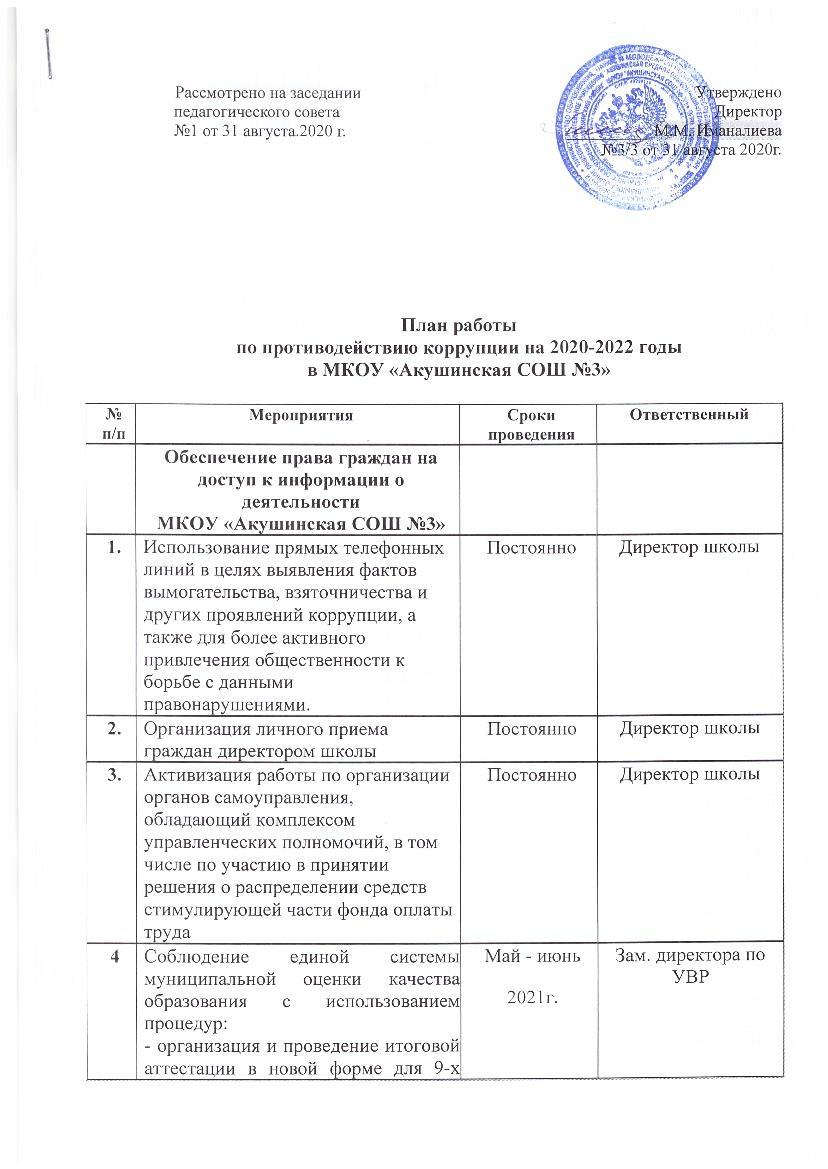 Рассмотрено на заседании
педагогического совета
№1 от 31 августа.2020 г.
Утверждено
Директор
М.М. Иманалиева
№3/3 от 31 августа 2020г.
План работы
по противодействию коррупции на 2020-2022 годы
в МКОУ «Акушинская СОШ №3»
№
п/п
Мероприятия
Сроки
проведения
Ответственный
Обеспечение права граждан на
доступ к информации о
деятельности
МКОУ «Акушинская СОШ №3»
1.
Использование прямых телефонных
линий в целях выявления фактов
вымогательства, взяточничества и
других проявлений коррупции, а
также для более активного
привлечения общественности к
борьбе с данными
правонарушениями.
Постоянно
Директор школы
2.
Организация личного приема
граждан директором школы
Постоянно
Директор школы
3.
Активизация работы по организации
органов самоуправления,
обладающий комплексом
управленческих полномочий, в том
числе по участию в принятии
решения о распределении средств
стимулирующей части фонда оплаты
труда
Постоянно
Директор школы
4
Соблюдение единой системы
муниципальной оценки качества
образования с использованием
процедур:
- организация и проведение итоговой
аттестации в новой форме для 9-х
Май - июнь
2021г.
Зам. директора по
УВР